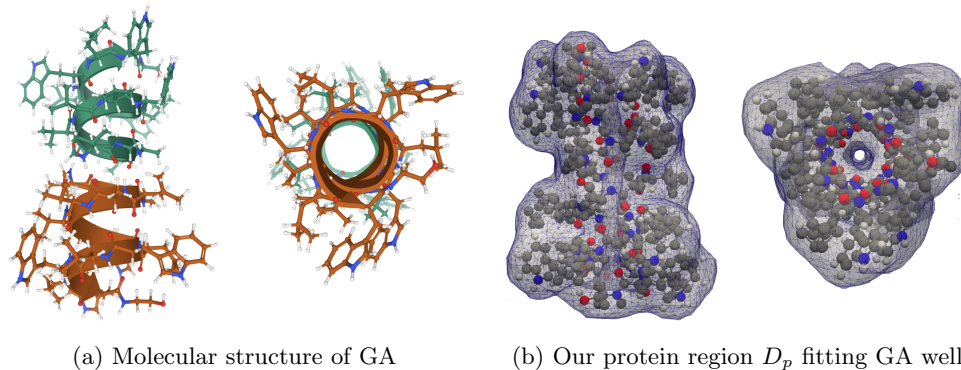 (a) Molecular structure of GA
(b) Our protein region D_p fitting GA well